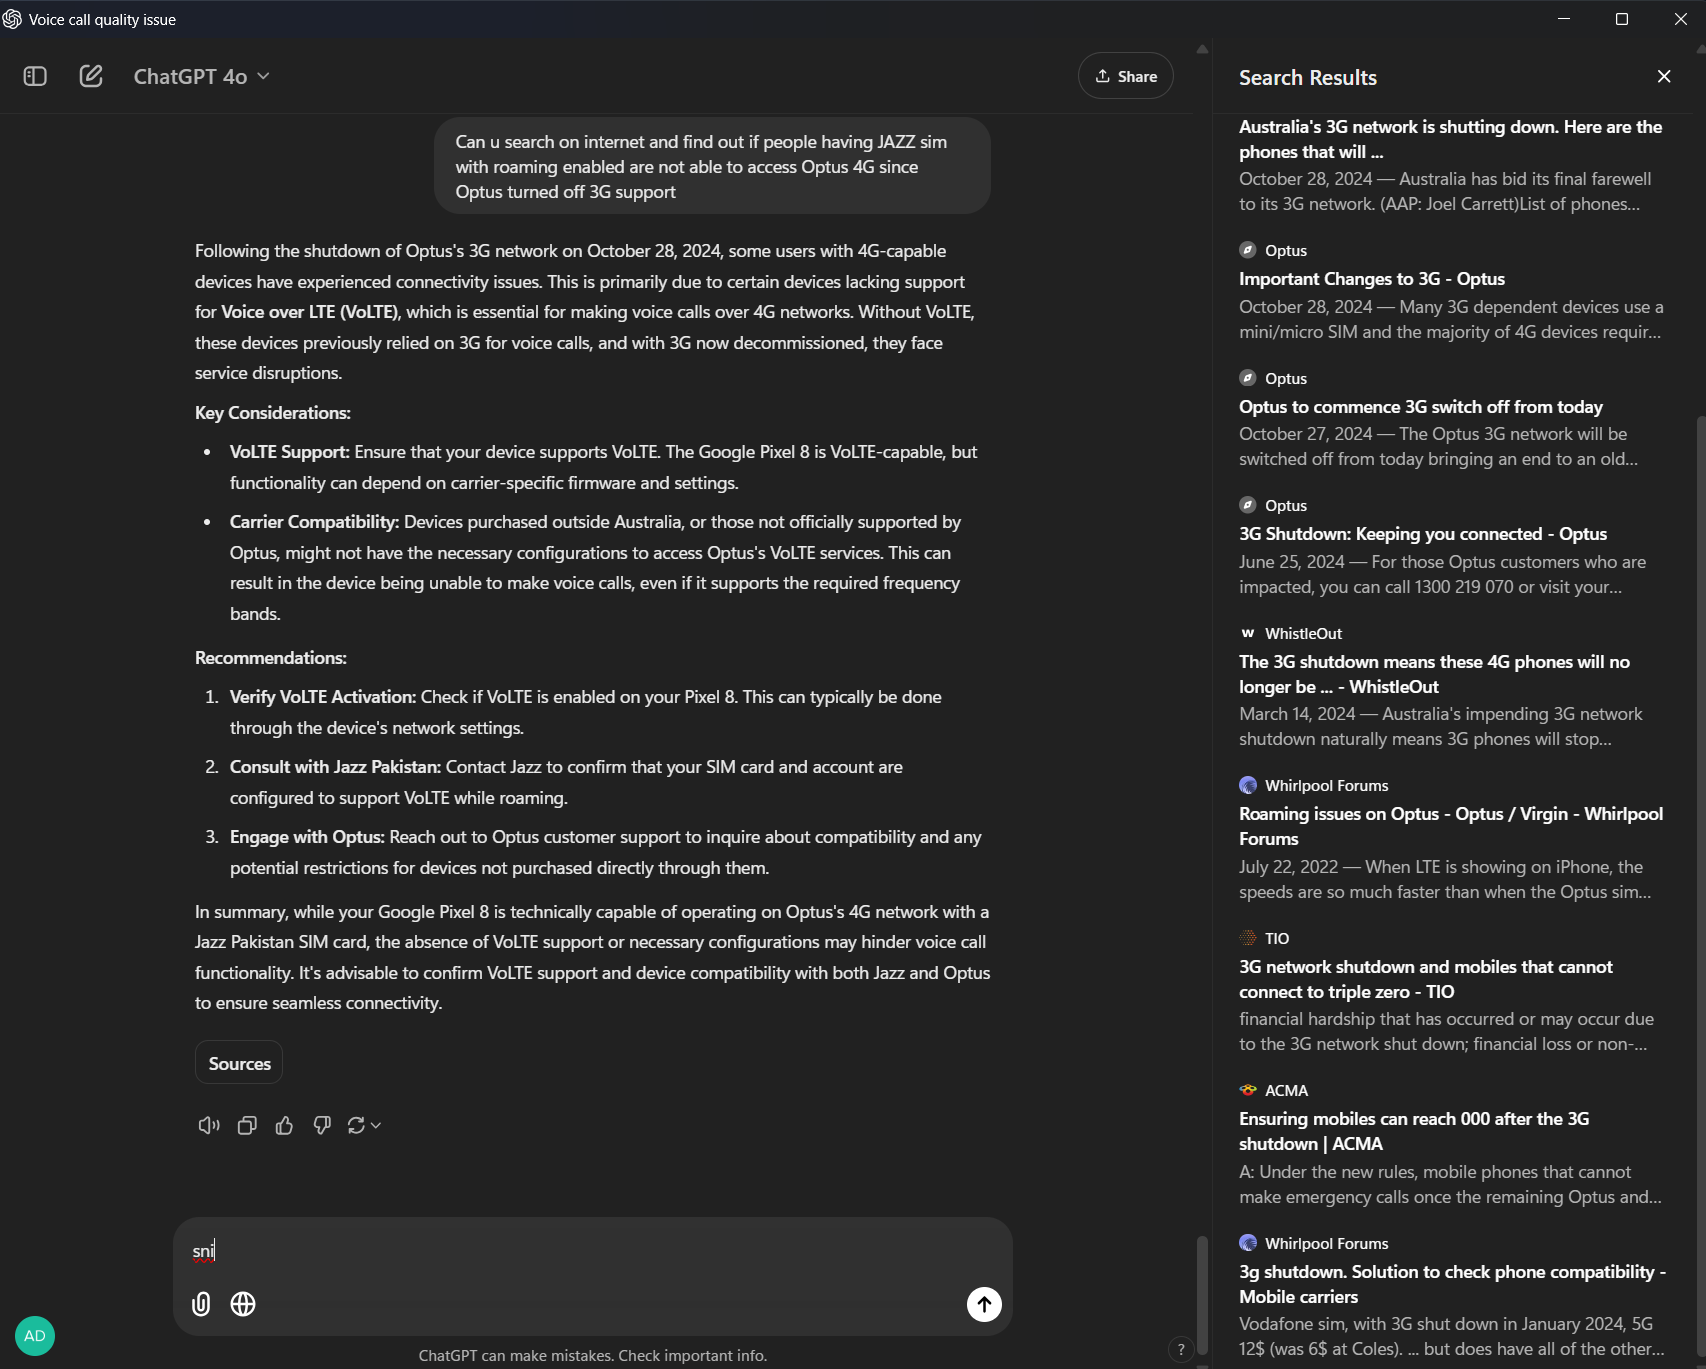 Voice call quality issue
ChatGPT 4o
Share
Can u search on internet and find out if people having JAZZ sim
with roaming enabled are not able to access Optus 4G since
Optus turned off 3G support
Following the shutdown of Optus's 3G network on October 28, 2024, some users with 4G-capable
devices have experienced connectivity issues. This is primarily due to certain devices lacking support
for Voice over LTE (VoLTE), which is essential for making voice calls over 4G networks. Without VoLTE,
these devices previously relied on 3G for voice calls, and with 3G now decommissioned, they face
service disruptions.
Key Considerations:
• VoLTE Support: Ensure that your device supports VoLTE. The Google Pixel 8 is VoLTE-capable, but
functionality can depend on carrier-specific firmware and settings.
• Carrier Compatibility: Devices purchased outside Australia, or those not officially supported by
Optus, might not have the necessary configurations to access Optus's VoLTE services. This can
result in the device being unable to make voice calls, even if it supports the required frequency
bands.
Recommendations:
1. Verify VoLTE Activation: Check if VoLTE is enabled on your Pixel 8. This can typically be done
through the device's network settings.
2. Consult with Jazz Pakistan: Contact Jazz to confirm that your SIM card and account are
configured to support VoLTE while roaming.
3. Engage with Optus: Reach out to Optus customer support to inquire about compatibility and any
potential restrictions for devices not purchased directly through them.
In summary, while your Google Pixel 8 is technically capable of operating on Optus's 4G network with a
Jazz Pakistan SIM card, the absence of VoLTE support or necessary configurations may hinder voice call
functionality. It's advisable to confirm VoLTE support and device compatibility with both Jazz and Optus
to ensure seamless connectivity.
Sources
sni
AD
ChatGPT can make mistakes. Check important info.
?
Search Results
Australia's 3G network is shutting down. Here are the
phones that will ...
October 28, 2024 — Australia has bid its final farewell
to its 3G network. (AAP: Joel Carrett)List of phones...
Optus
Important Changes to 3G - Optus
October 28, 2024 — Many 3G dependent devices use a
mini/micro SIM and the majority of 4G devices requir...
Optus
Optus to commence 3G switch off from today
October 27, 2024 — The Optus 3G network will be
switched off from today bringing an end to an old...
Optus
3G Shutdown: Keeping you connected - Optus
June 25, 2024 — For those Optus customers who are
impacted, you can call 1300 219 070 or visit your...
w WhistleOut
The 3G shutdown means these 4G phones will no
longer be ... - WhistleOut
March 14, 2024 — Australia's impending 3G network
shutdown naturally means 3G phones will stop...
Whirlpool Forums
Roaming issues on Optus - Optus / Virgin - Whirlpool
Forums
July 22, 2022 — When LTE is showing on iPhone, the
speeds are so much faster than when the Optus sim...
TIO
3G network shutdown and mobiles that cannot
connect to triple zero - TIO
financial hardship that has occurred or may occur due
to the 3G network shut down; financial loss or non-...
ACMA
Ensuring mobiles can reach 000 after the 3G
shutdown | ACMA
A: Under the new rules, mobile phones that cannot
make emergency calls once the remaining Optus and...
Whirlpool Forums
3g shutdown. Solution to check phone compatibility -
Mobile carriers
Vodafone sim, with 3G shut down in January 2024, 5G
12$ (was 6$ at Coles). ... but does have all of the other...